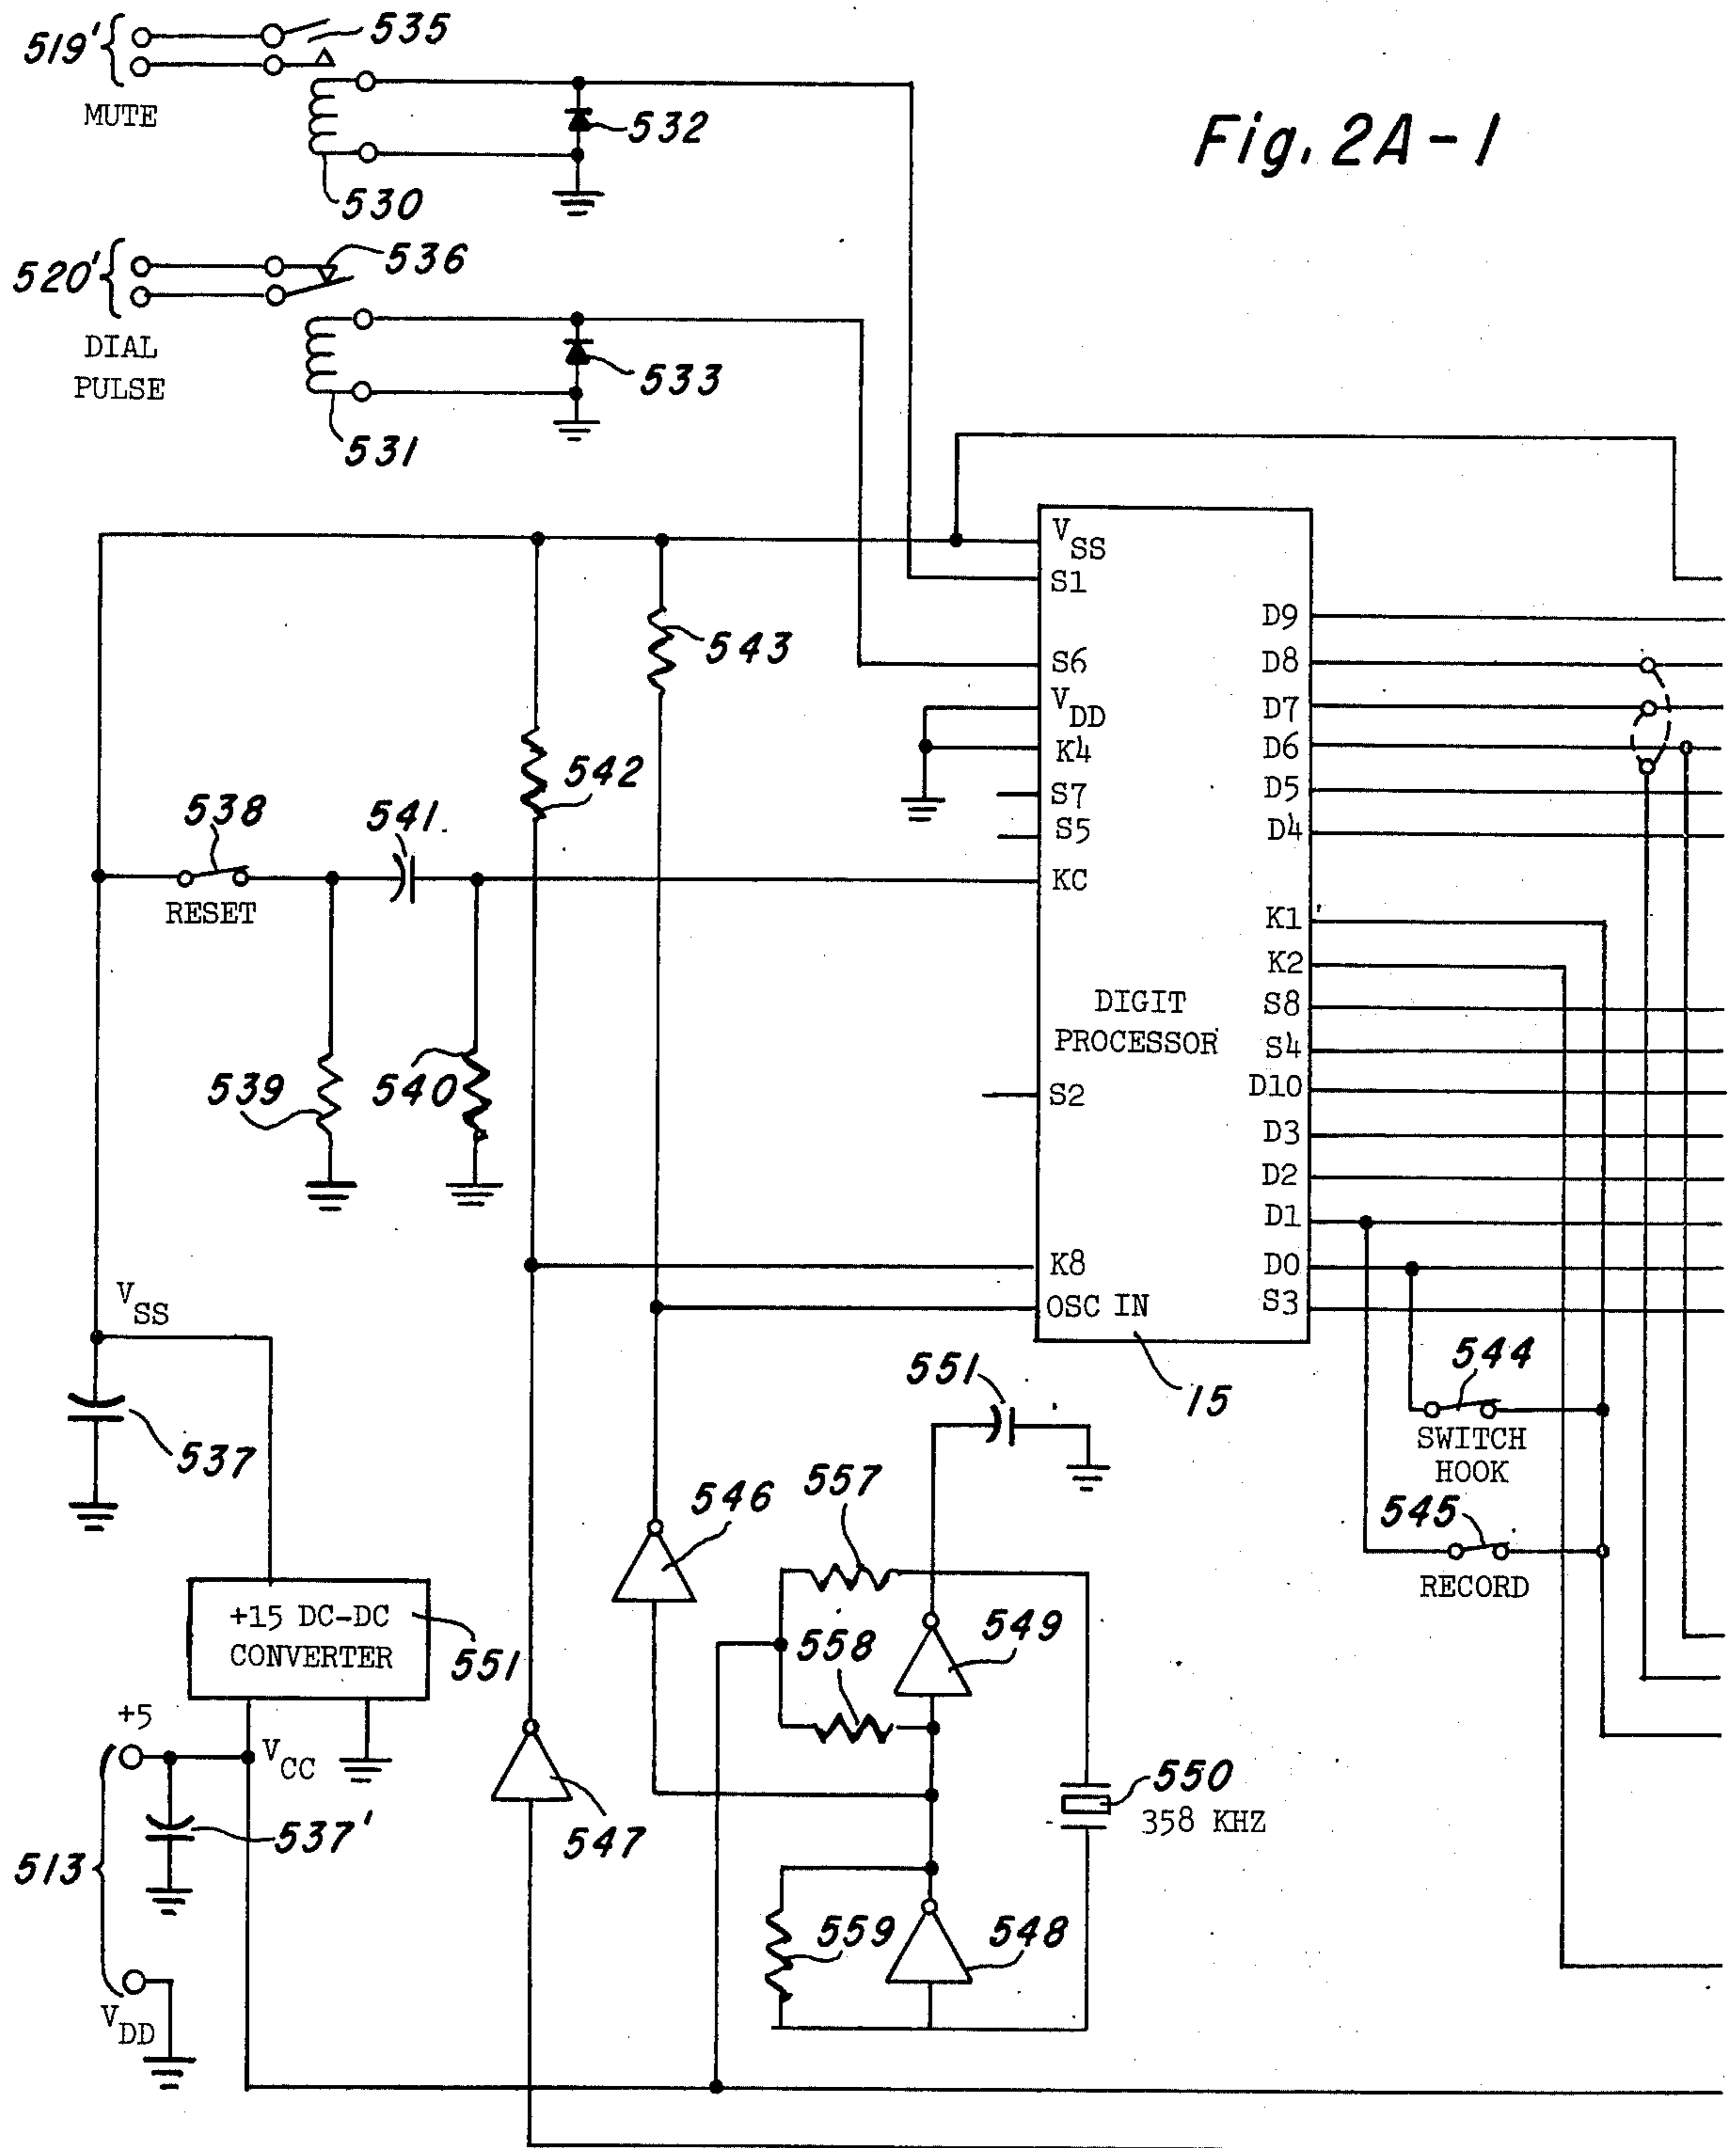 519'
535
MUTE
532
Fig. 2A-1
530
520'
536
DIAL
PULSE
533
531
VSS
S1
D9
543
S6
D8
VDD
D7
K4
D6
542
S7
D5
538
541
S5
D4
RESET
KC
K1
K2
DIGIT
PROCESSOR
S8
S4
539
540
S2
D10
D3
D2
D1
K8
D0
VSS
OSC IN
S3
544
551
15
SWITCH
HOOK
537
557
546
545
RECORD
+15 DC-DC
CONVERTER
551
558
549
+5
VCC
550
358 KHZ
537'
547
513
559
548
VDD